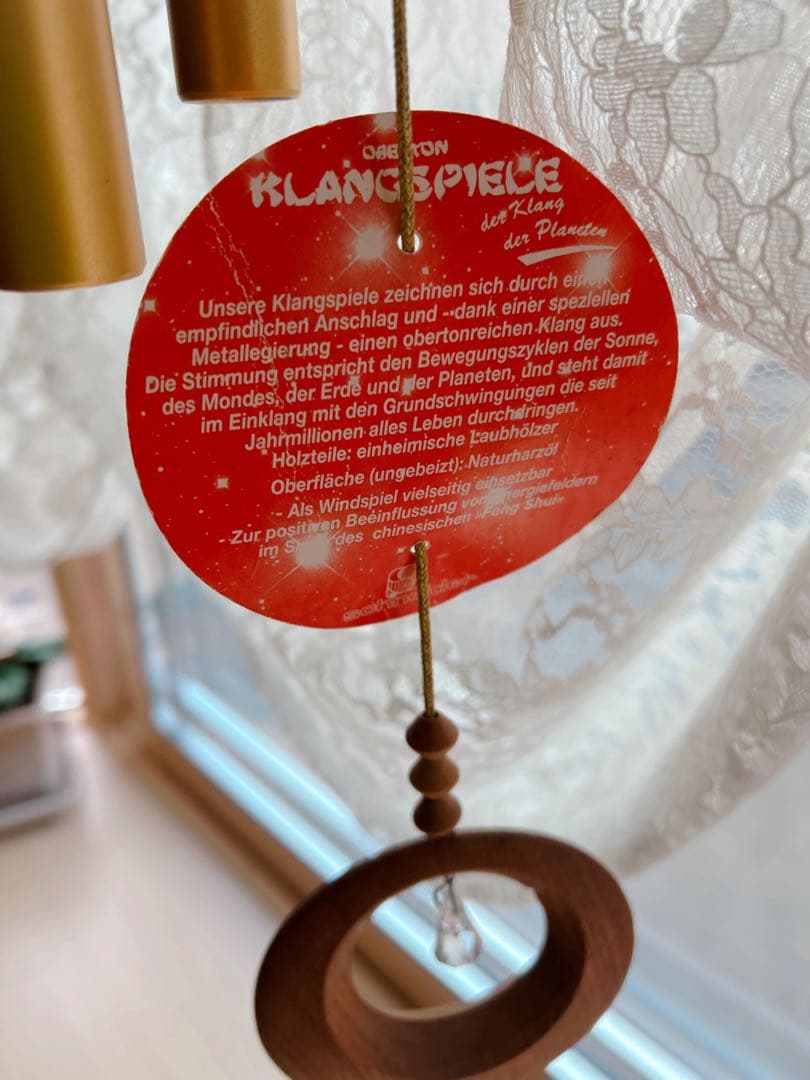 OBERTON
KLANGSPIELE
der Klang
der Planeten
Unsere Klangspiele zeichnen sich durch einen
empfindlichen Anschlag und - dank einer speziellen
Metallegierung - einen obertonreichen Klang aus.
Die Stimmung entspricht den Bewegungszyklen der Sonne,
des Mondes, der Erde und der Planeten, und steht damit
im Einklang mit den Grundschwingungen die seit
Jahrmillionen alles Leben durchdringen.
Holzteile: einheimische Laubhölzer
Oberfläche (ungebeizt): Naturharzöl
- Als Windspiel vielseitig einsetzbar
- Zur positiven Beeinflussung von Energiefeldern
im des chinesischen »Feng Shui«